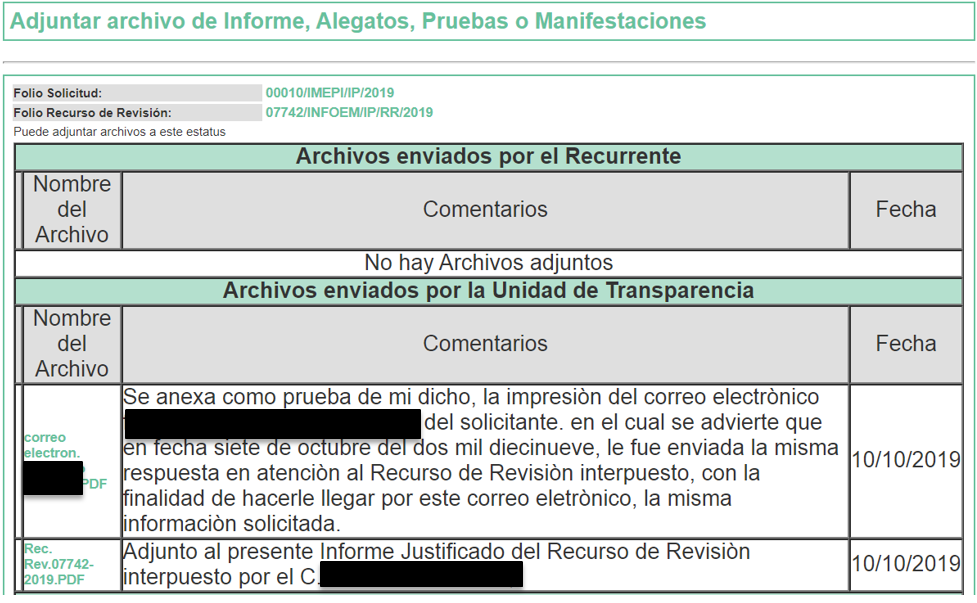 Adjuntar archivo de Informe, Alegatos, Pruebas o Manifestaciones
Folio Solicitud: 00010/IMEPI/IP/2019
Folio Recurso de Revisión: 07742/INFOEM/IP/RR/2019
Puede adjuntar archivos a este estatus
Archivos enviados por el Recurrente
Nombre
del
Archivo
Comentarios
Fecha
No hay Archivos adjuntos
Archivos enviados por la Unidad de Transparencia
Nombre
del
Archivo
Comentarios
Fecha
correo
electron.
PDF
Se anexa como prueba de mi dicho, la impresiòn del correo electrònico
del solicitante. en el cual se advierte que
en fecha siete de octubre del dos mil diecinueve, le fue enviada la misma
respuesta en atenciòn al Recurso de Revisiòn interpuesto, con la
finalidad de hacerle llegar por este correo eletrònico, la misma
informaciòn solicitada.
10/10/2019
Rec.
Rev.07742-
2019.PDF
Adjunto al presente Informe Justificado del Recurso de Revisiòn
interpuesto por el C.
10/10/2019